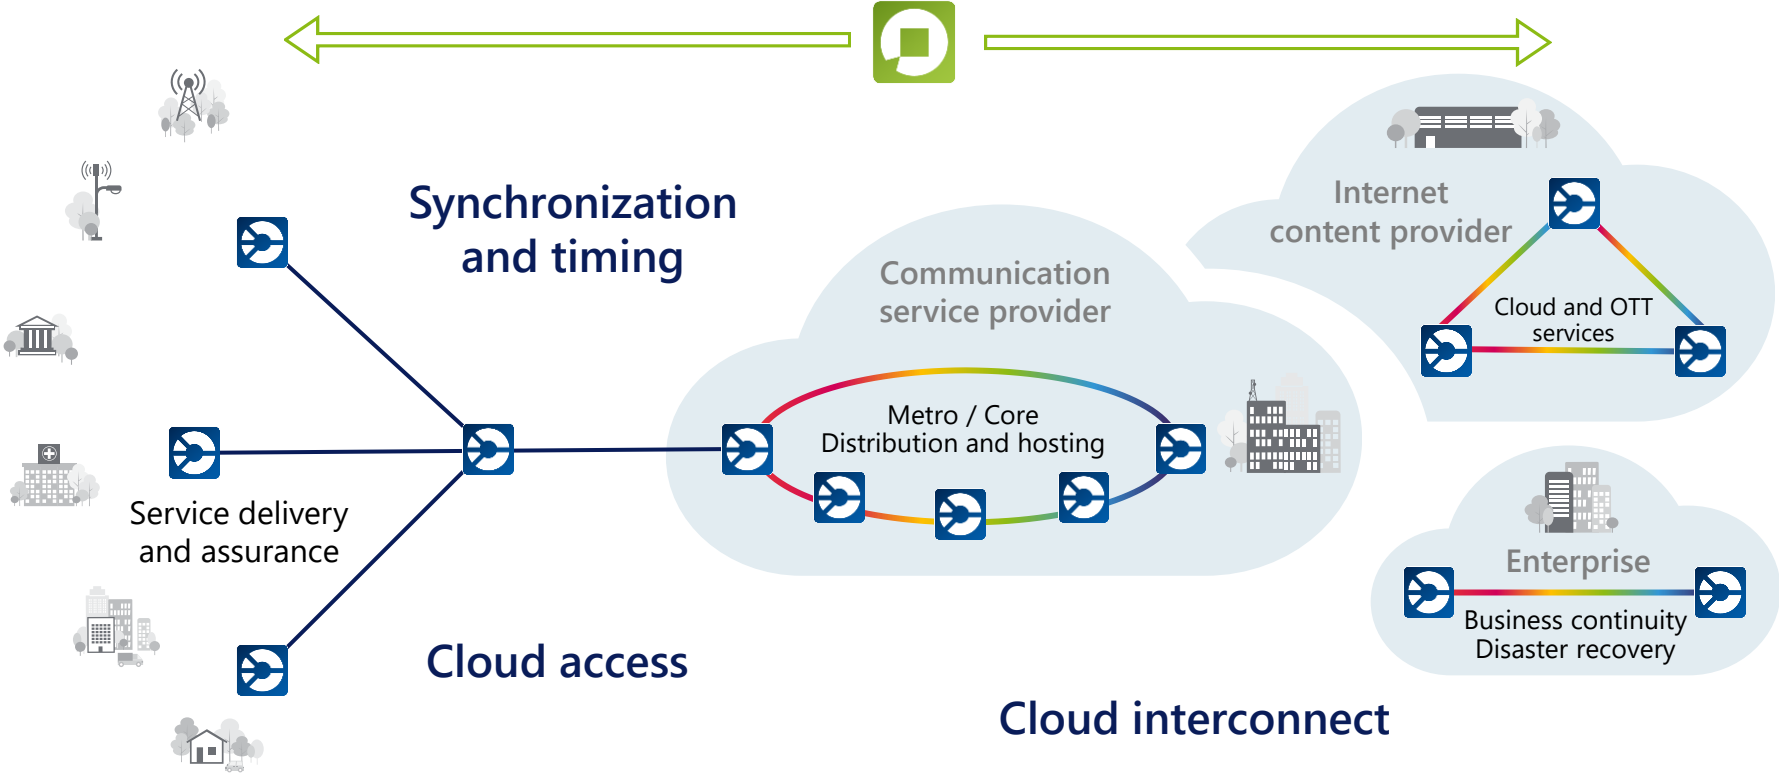 Synchronization
and timing
Communication
service provider
Internet
content provider
Cloud and OTT
services
Metro / Core
Distribution and hosting
Service delivery
and assurance
Enterprise
Business continuity
Disaster recovery
Cloud access
Cloud interconnect